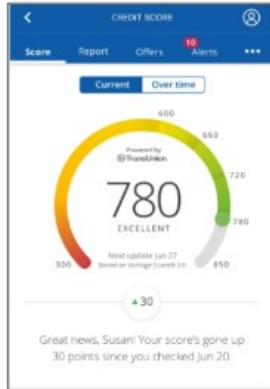 CREDIT SCORE
10
Score Report Offers Alerts
Current Over time
600
660
720
780
850
300
Powered by
TransUnion
780
EXCELLENT
Next update Jun 27
Based on Vantage Score® 3.0
30
Great news, Susan! Your score's gone up
30 points since you checked Jun 20.